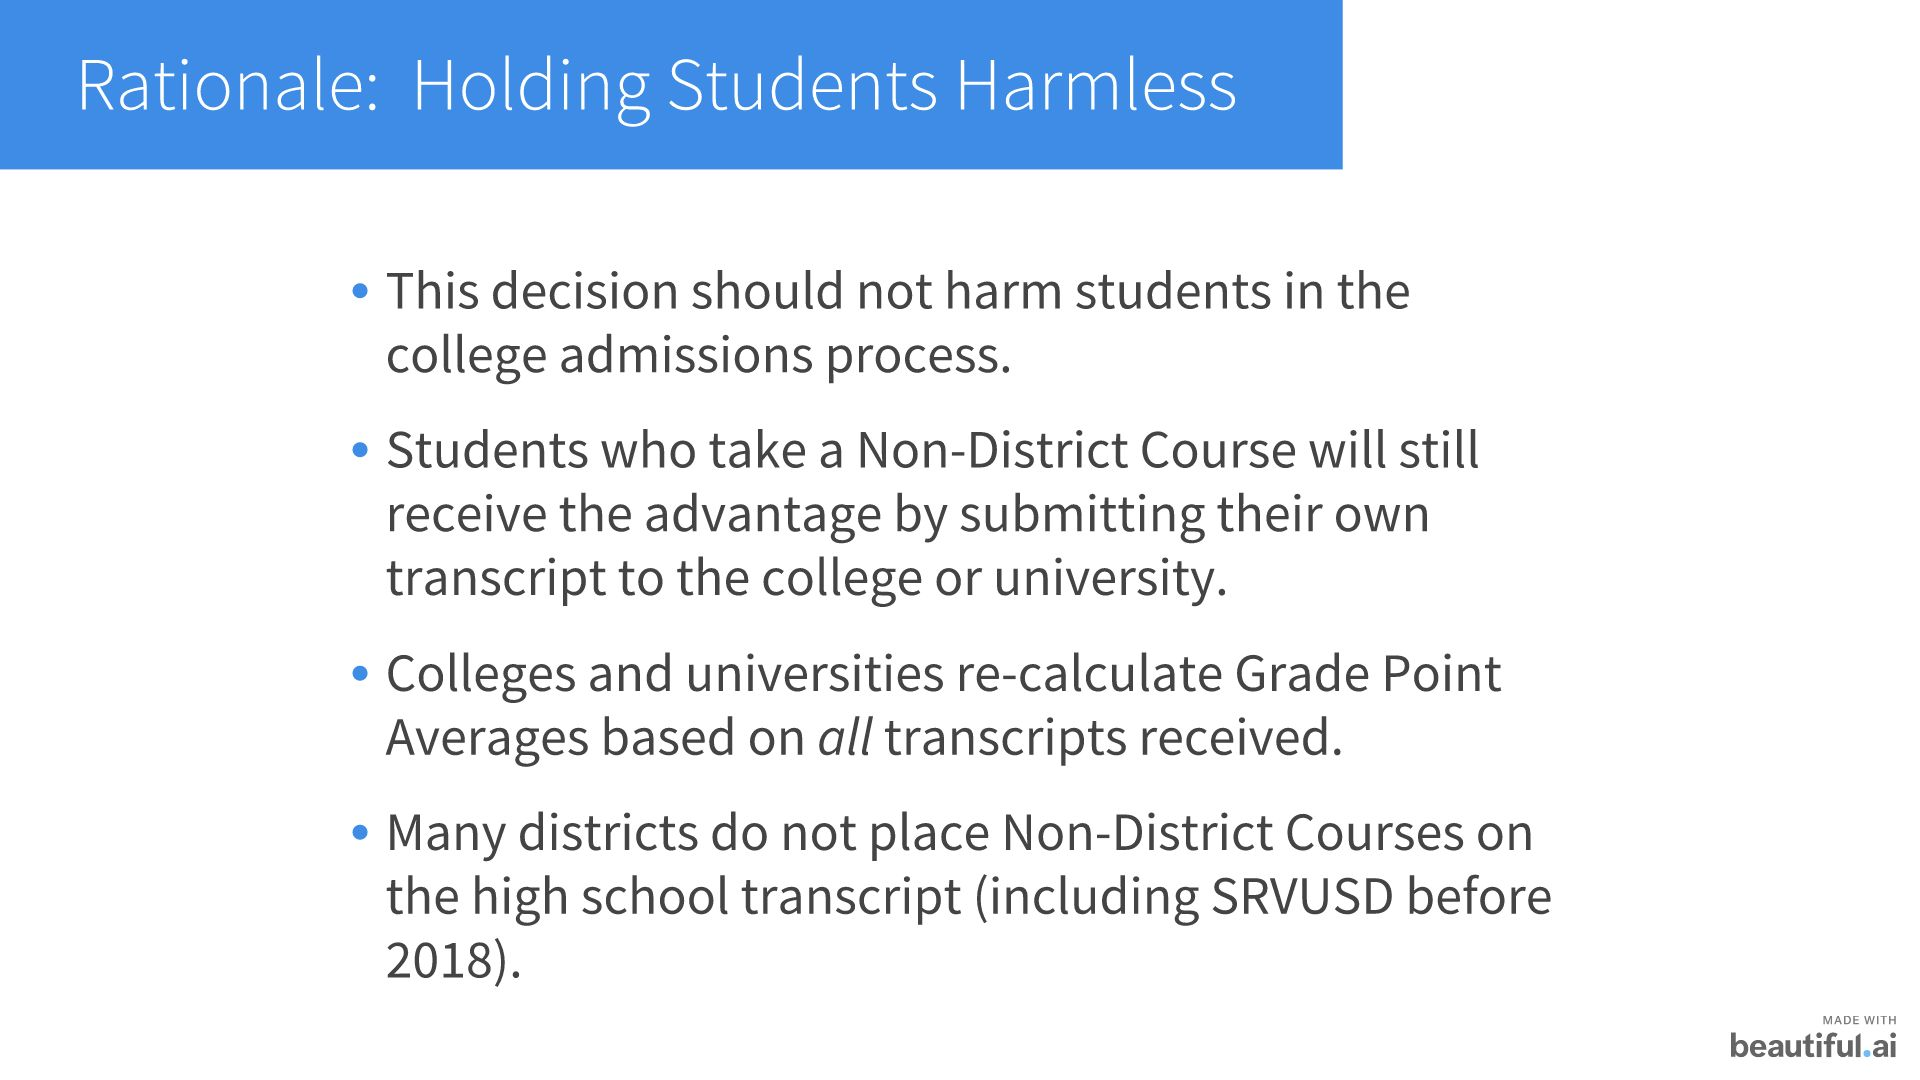 Rationale:  Holding Students Harmless
• This decision should not harm students in the
college admissions process.
• Students who take a Non-District Course will still
receive the advantage by submitting their own
transcript to the college or university.
• Colleges and universities re-calculate Grade Point
Averages based on all transcripts received.
• Many districts do not place Non-District Courses on
the high school transcript (including SRVUSD before
2018).
MADE WITH
beautiful.ai